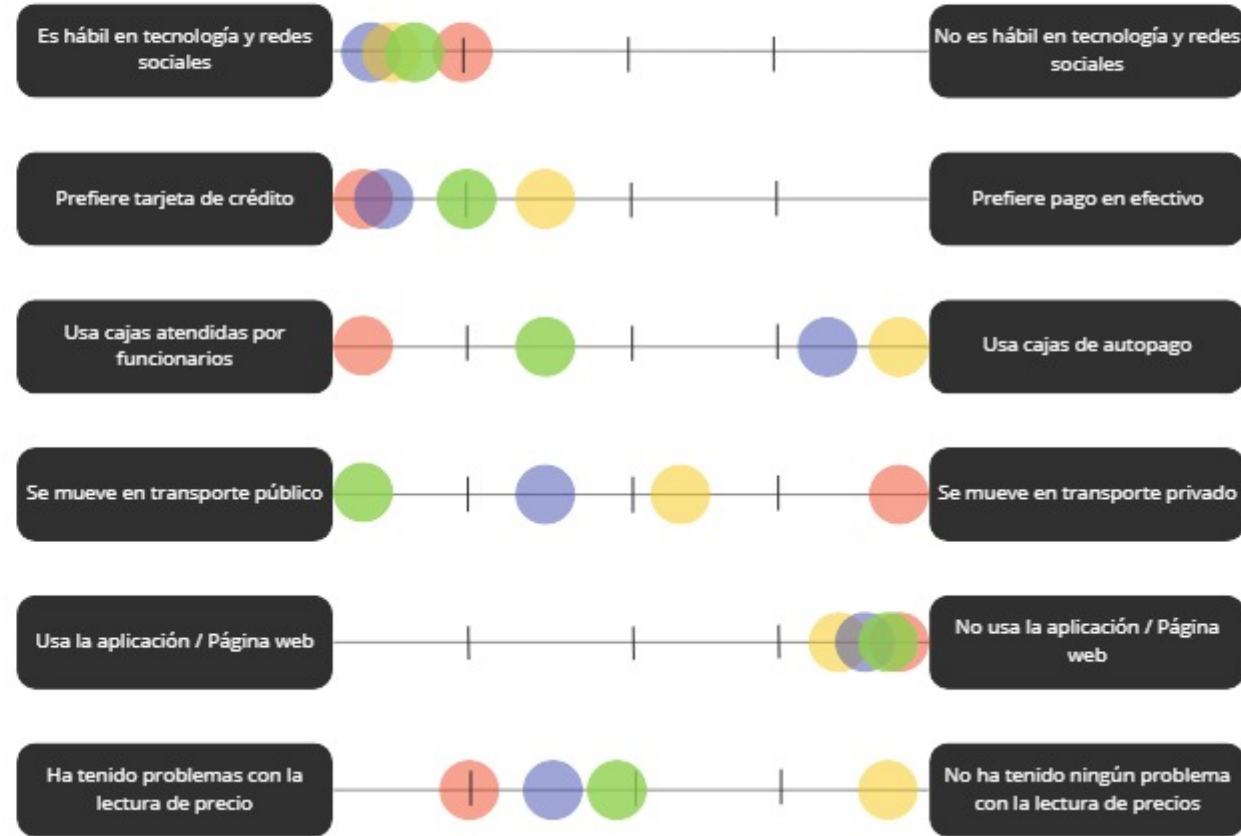 Es hábil en tecnología y redes
sociales
No es hábil en tecnología y redes
sociales
Prefiere tarjeta de crédito
Prefiere pago en efectivo
Usa cajas atendidas por
funcionarios
Usa cajas de autopago
Se mueve en transporte público
Se mueve en transporte privado
Usa la aplicación / Página web
No usa la aplicación / Página
web
Ha tenido problemas con la
lectura de precio
No ha tenido ningún problema
con la lectura de precios